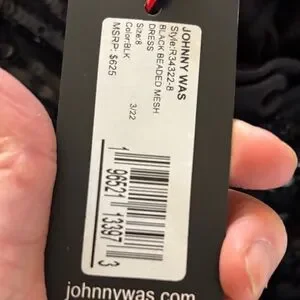 JOHNNY WAS
Style:R34322-8
BLACK BEADED MESH
DRESS
Size:8
Color:BLK
3/22
MSRP: $625
1 96521 13397 3
johnnywas.com